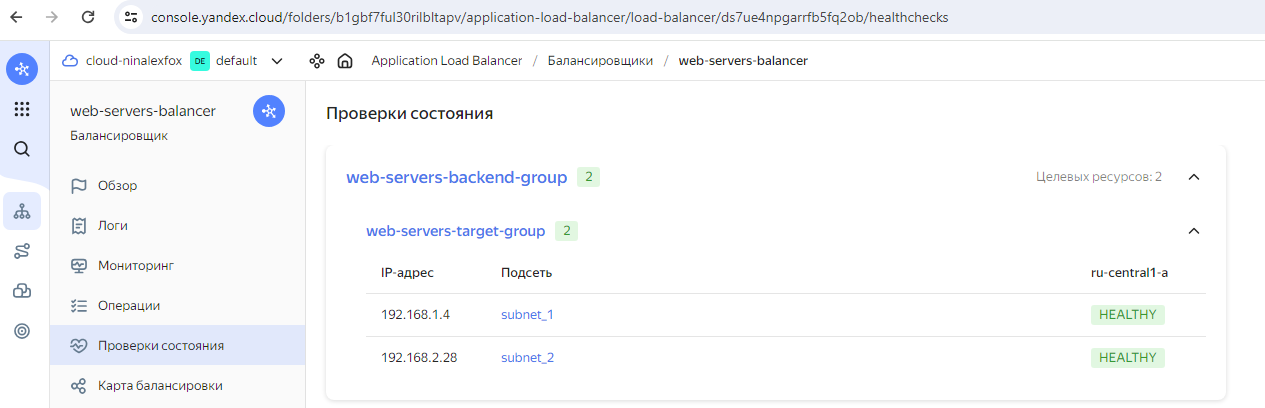 console.yandex.cloud/folders/b1gbf7ful30rilbltapv/application-load-balancer/load-balancer/ds7ue4npgarrfb5fq2ob/healthchecks
cloud-ninalexfox DE default Application Load Balancer / Балансировщики / web-servers-balancer
web-servers-balancer
Балансировщик
Обзор
Логи
Мониторинг
Операции
Проверки состояния
Карта балансировки
Проверки состояния
web-servers-backend-group 2 Целевых ресурсов: 2
web-servers-target-group 2
IP-адрес Подсеть ru-central1-a
192.168.1.4 subnet_1 HEALTHY
192.168.2.28 subnet_2 HEALTHY